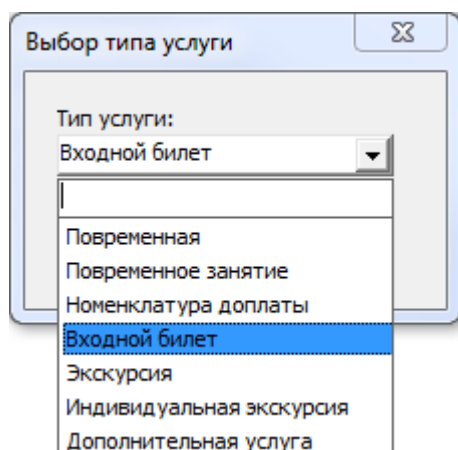 Выбор типа услуги
Тип услуги:
Входной билет
Повременная
Повременное занятие
Номенклатура доплаты
Входной билет
Экскурсия
Индивидуальная экскурсия
Дополнительная услуга